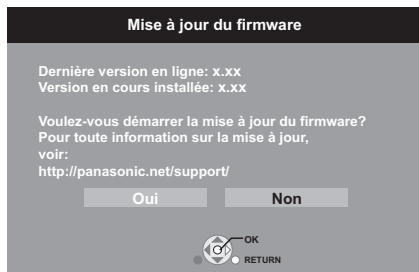 Mise à jour du firmware
Dernière version en ligne: x.xx
Version en cours installée: x.xx
Voulez-vous démarrer la mise à jour du firmware?
Pour toute information sur la mise à jour,
voir:
http://panasonic.net/support/
Oui Non
OK
RETURN